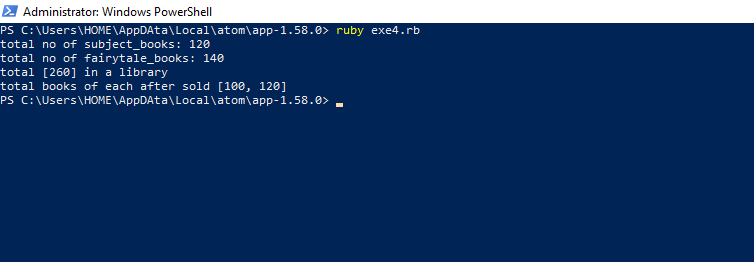 Administrator: Windows PowerShell
PS C:\Users\HOME\AppDAta\Local\atom\app-1.58.0> ruby exe4.rb
total no of subject_books: 120
total no of fairytale_books: 140
total [260] in a library
total books of each after sold [100, 120]
PS C:\Users\HOME\AppDAta\Local\atom\app-1.58.0>